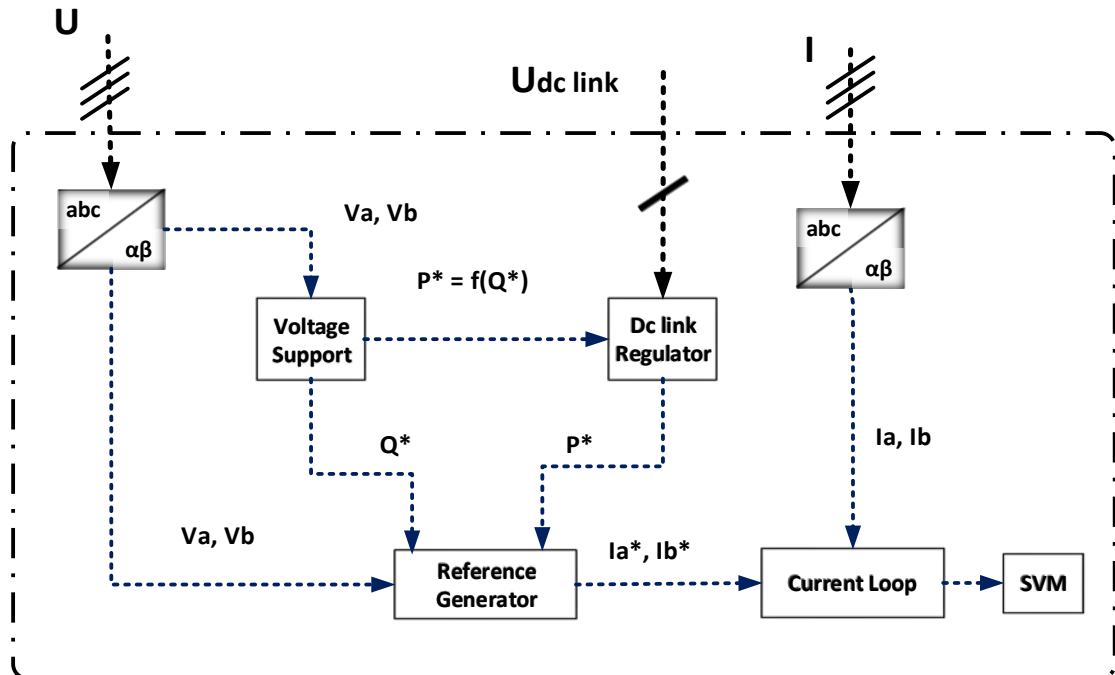 U
I
Udc link
abc
αβ
Va, Vb
abc
αβ
P* = f(Q*)
Voltage
Support
Dc link
Regulator
Q*
P*
Ia, Ib
Va, Vb
Ia*, Ib*
Reference
Generator
Current Loop
SVM